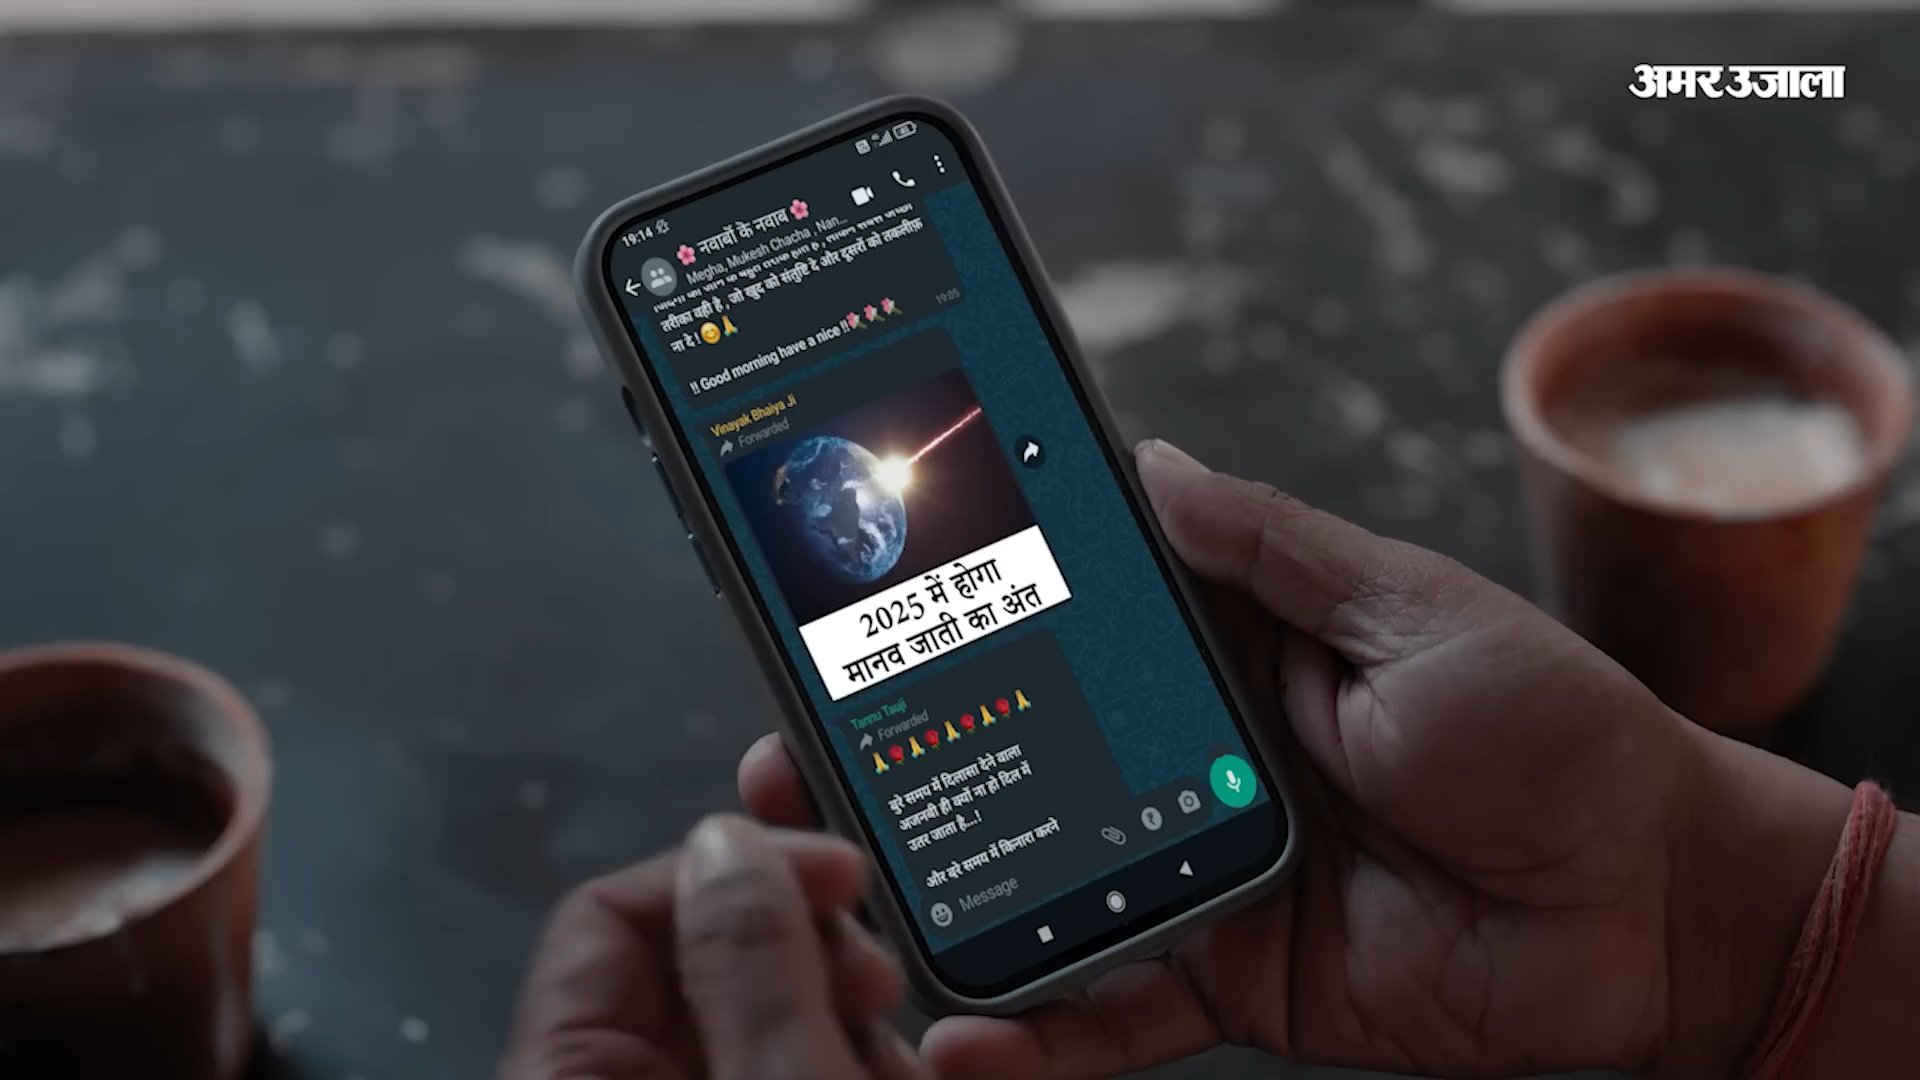 अमर उजाला
19:14
🌸 नवाबों के नवाब 🌸
Megha, Mukesh Chacha , Nan...
तरीका वही है , जो खुद को संतुष्टि दे और दूसरों को तकलीफ़
ना दे ! 😊🙏
19:05
!! Good morning have a nice !!
Vinayak Bhaiya Ji
Forwarded
2025 में होगा
मानव जाती का अंत
Tannu Tauji
Forwarded
🙏🌹🙏🌹🙏🌹🙏🌹🙏
बुरे समय में दिलासा देने वाला
अजनबी ही क्यों ना हो दिल में
उतर जाता है...!
और बुरे समय में किनारा करने
Message